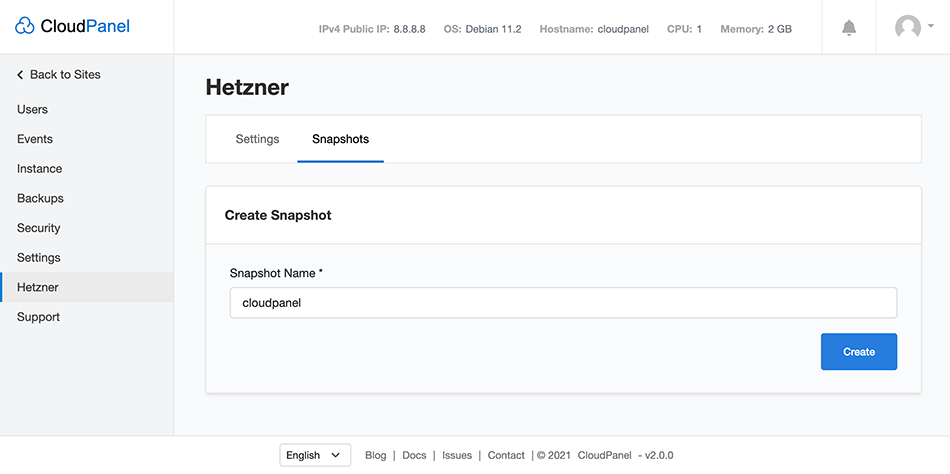 CloudPanel
IPv4 Public IP: 8.8.8.8 OS: Debian 11.2 Hostname: cloudpanel CPU: 1 Memory: 2 GB
Back to Sites
Users
Events
Instance
Backups
Security
Settings
Hetzner
Support
Hetzner
Settings Snapshots
Create Snapshot
Snapshot Name *
cloudpanel
Create
English Blog | Docs | Issues | Contact | © 2021 CloudPanel - v2.0.0